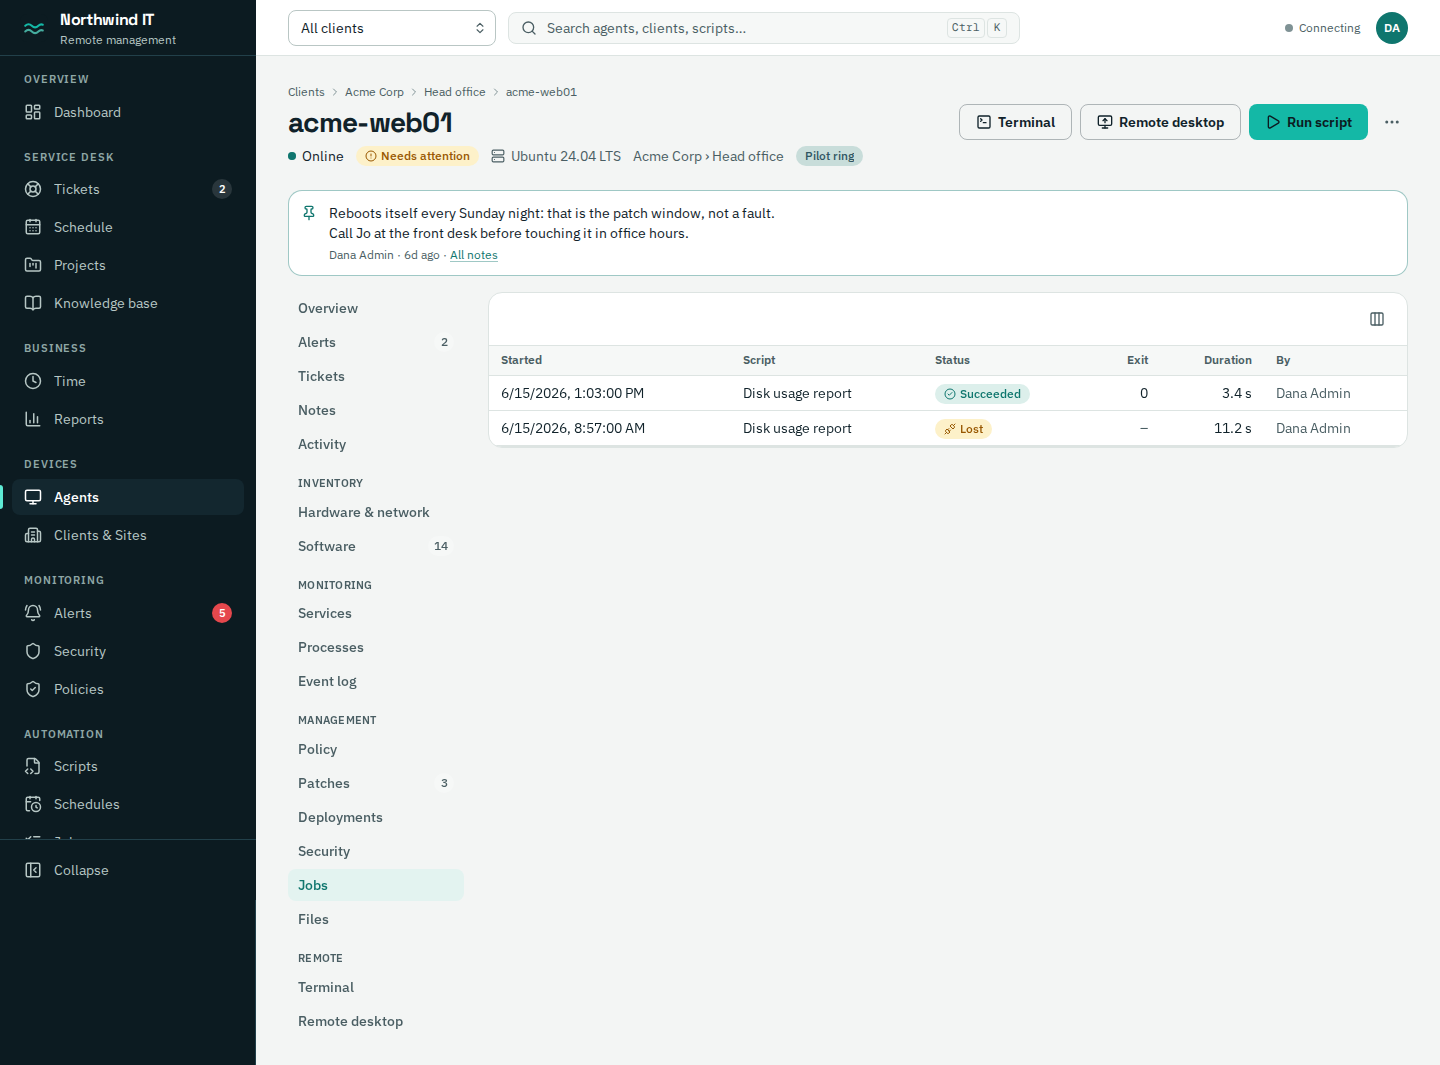 Northwind IT
Remote management
All clients
Search agents, clients, scripts...
Ctrl K
Connecting
DA
OVERVIEW
Dashboard
SERVICE DESK
Tickets 2
Schedule
Projects
Knowledge base
BUSINESS
Time
Reports
DEVICES
Agents
Clients & Sites
MONITORING
Alerts 5
Security
Policies
AUTOMATION
Scripts
Schedules
Collapse
Clients > Acme Corp > Head office > acme-web01
acme-web01
Terminal
Remote desktop
Run script
Online
Needs attention
Ubuntu 24.04 LTS
Acme Corp › Head office
Pilot ring
Reboots itself every Sunday night: that is the patch window, not a fault.
Call Jo at the front desk before touching it in office hours.
Dana Admin · 6d ago · All notes
Overview
Alerts 2
Tickets
Notes
Activity
INVENTORY
Hardware & network
Software 14
MONITORING
Services
Processes
Event log
MANAGEMENT
Policy
Patches 3
Deployments
Security
Jobs
Files
REMOTE
Terminal
Remote desktop
Started Script Status Exit Duration By
6/15/2026, 1:03:00 PM Disk usage report Succeeded 0 3.4 s Dana Admin
6/15/2026, 8:57:00 AM Disk usage report Lost – 11.2 s Dana Admin